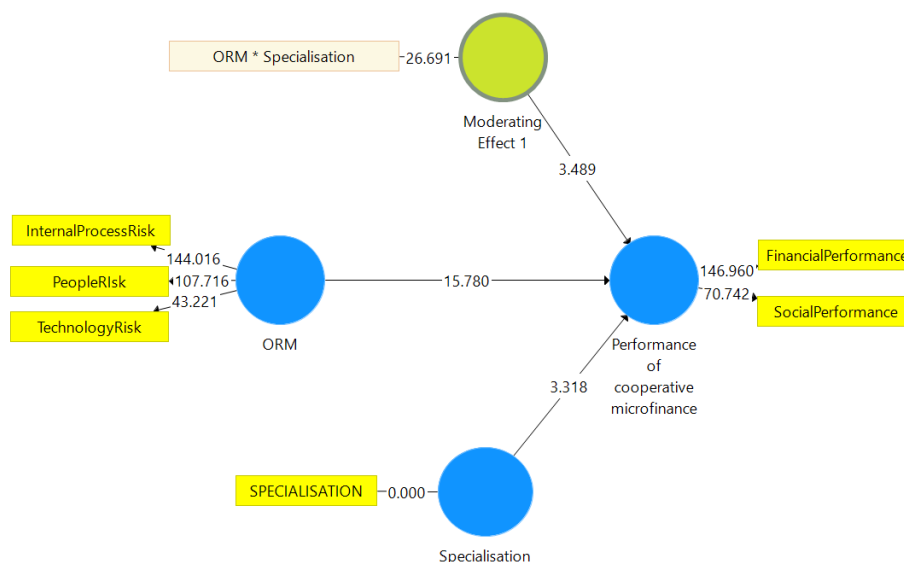 ORM * Specialisation
26.691
Moderating
Effect 1
3.489
InternalProcessRisk
144.016
PeopleRIsk
107.716
43.221
TechnologyRisk
ORM
15.780
146.960
FinancialPerformance
70.742
SocialPerformance
Performance
of
cooperative
microfinance
3.318
SPECIALISATION
0.000
Specialisation